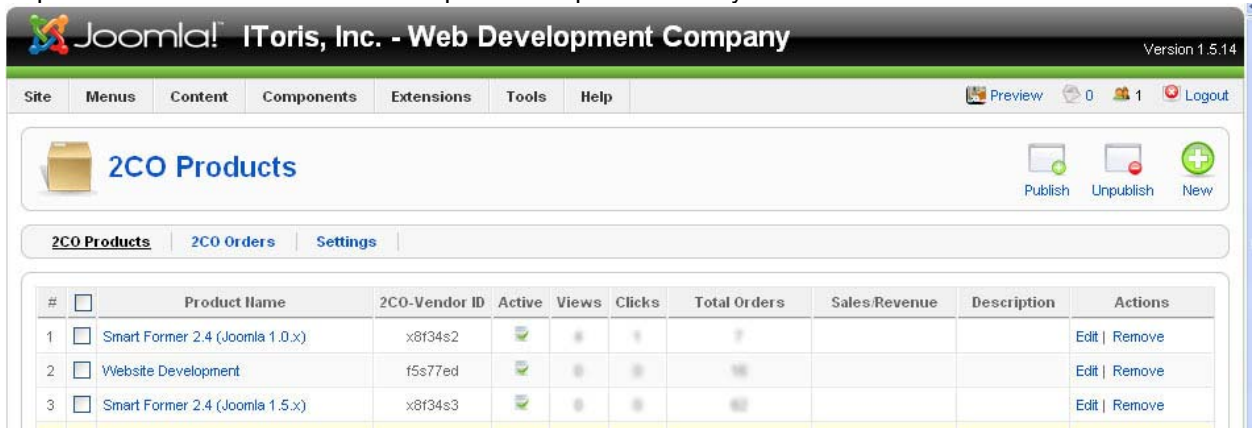 Joomla! IToris, Inc. - Web Development Company
Version 1.5.14
Site Menus Content Components Extensions Tools Help Preview 0 1 Logout
2CO Products
Publish Unpublish New
2CO Products 2CO Orders Settings
# Product Name 2CO-Vendor ID Active Views Clicks Total Orders Sales/Revenue Description Actions
1 Smart Former 2.4 (Joomla 1.0.x) x8f34s2 Edit | Remove
2 Website Development f5s77ed Edit | Remove
3 Smart Former 2.4 (Joomla 1.5.x) x8f34s3 Edit | Remove